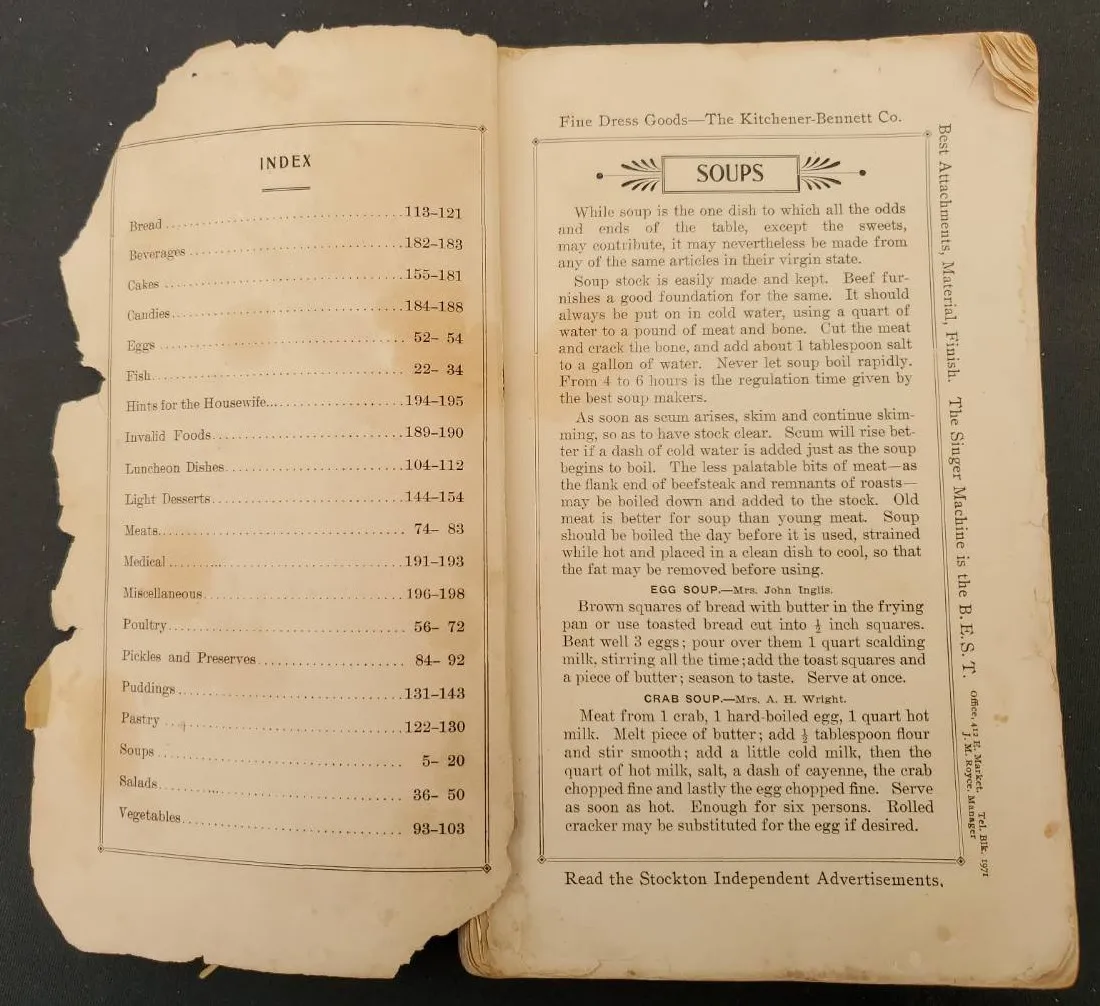 INDEX
Bread 113–121
Beverages 182–183
Cakes 155–181
Candies 184–188
Eggs 52– 54
Fish 22– 34
Hints for the Housewife 194–195
Invalid Foods 189–190
Luncheon Dishes 104–112
Light Desserts 144–154
Meats 74– 83
Medical 191–193
Miscellaneous 196–198
Poultry 56– 72
Pickles and Preserves 84– 92
Puddings 131–143
Pastry 122–130
Soups 5– 20
Salads 36– 50
Vegetables 93–103
Fine Dress Goods—The Kitchener-Bennett Co.
SOUPS
While soup is the one dish to which all the odds
and ends of the table, except the sweets,
may contribute, it may nevertheless be made from
any of the same articles in their virgin state.
Soup stock is easily made and kept. Beef fur-
nishes a good foundation for the same. It should
always be put on in cold water, using a quart of
water to a pound of meat and bone. Cut the meat
and crack the bone, and add about 1 tablespoon salt
to a gallon of water. Never let soup boil rapidly.
From 4 to 6 hours is the regulation time given by
the best soup makers.
As soon as scum arises, skim and continue skim-
ming, so as to have stock clear. Scum will rise bet-
ter if a dash of cold water is added just as the soup
begins to boil. The less palatable bits of meat—as
the flank end of beefsteak and remnants of roasts—
may be boiled down and added to the stock. Old
meat is better for soup than young meat. Soup
should be boiled the day before it is used, strained
while hot and placed in a clean dish to cool, so that
the fat may be removed before using.
EGG SOUP.—Mrs. John Inglis.
Brown squares of bread with butter in the frying
pan or use toasted bread cut into ½ inch squares.
Beat well 3 eggs; pour over them 1 quart scalding
milk, stirring all the time; add the toast squares and
a piece of butter; season to taste. Serve at once.
CRAB SOUP.—Mrs. A. H. Wright.
Meat from 1 crab, 1 hard-boiled egg, 1 quart hot
milk. Melt piece of butter; add ½ tablespoon flour
and stir smooth; add a little cold milk, then the
quart of hot milk, salt, a dash of cayenne, the crab
chopped fine and lastly the egg chopped fine. Serve
as soon as hot. Enough for six persons. Rolled
cracker may be substituted for the egg if desired.
Read the Stockton Independent Advertisements.
Best Attachments, Material, Finish. The Singer Machine is the B. E. S. T.
Office, 412 E. Market. Tel. Blk. 1971
J. M. Royce, Manager